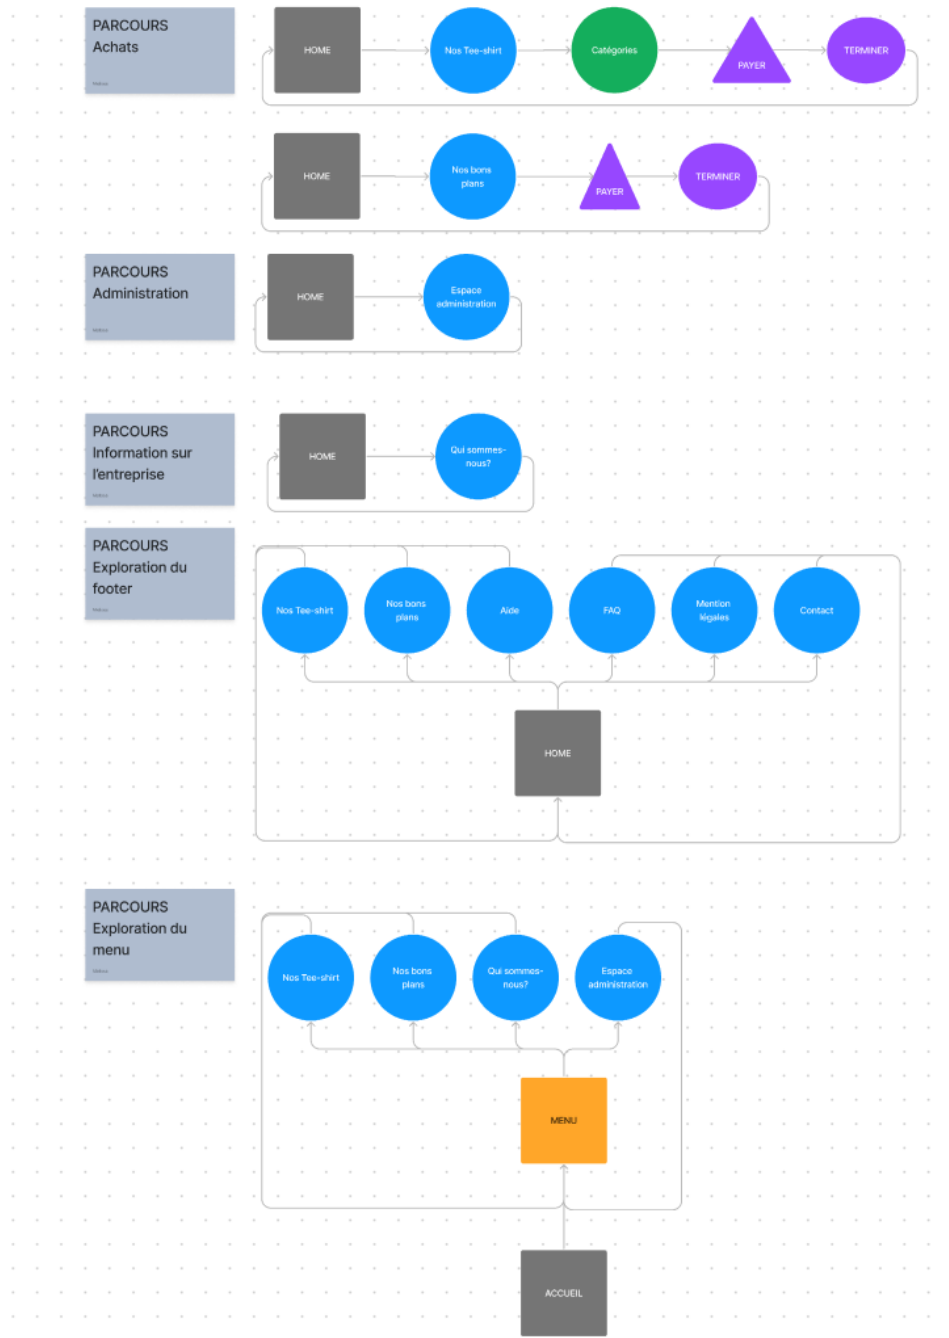 PARCOURS
Achats
HOME
Nos Tee-shirt
Catégories
PAYER
TERMINER
HOME
Nos bons
plans
PAYER
TERMINER
PARCOURS
Administration
HOME
Espace
administration
PARCOURS
Information sur
l'entreprise
HOME
Qui sommes-
nous?
PARCOURS
Exploration du
footer
Nos Tee-shirt
Nos bons
plans
Aide
FAQ
Mention
légales
Contact
HOME
PARCOURS
Exploration du
menu
Nos Tee-shirt
Nos bons
plans
Qui sommes-
nous?
Espace
administration
MENU
ACCUEIL